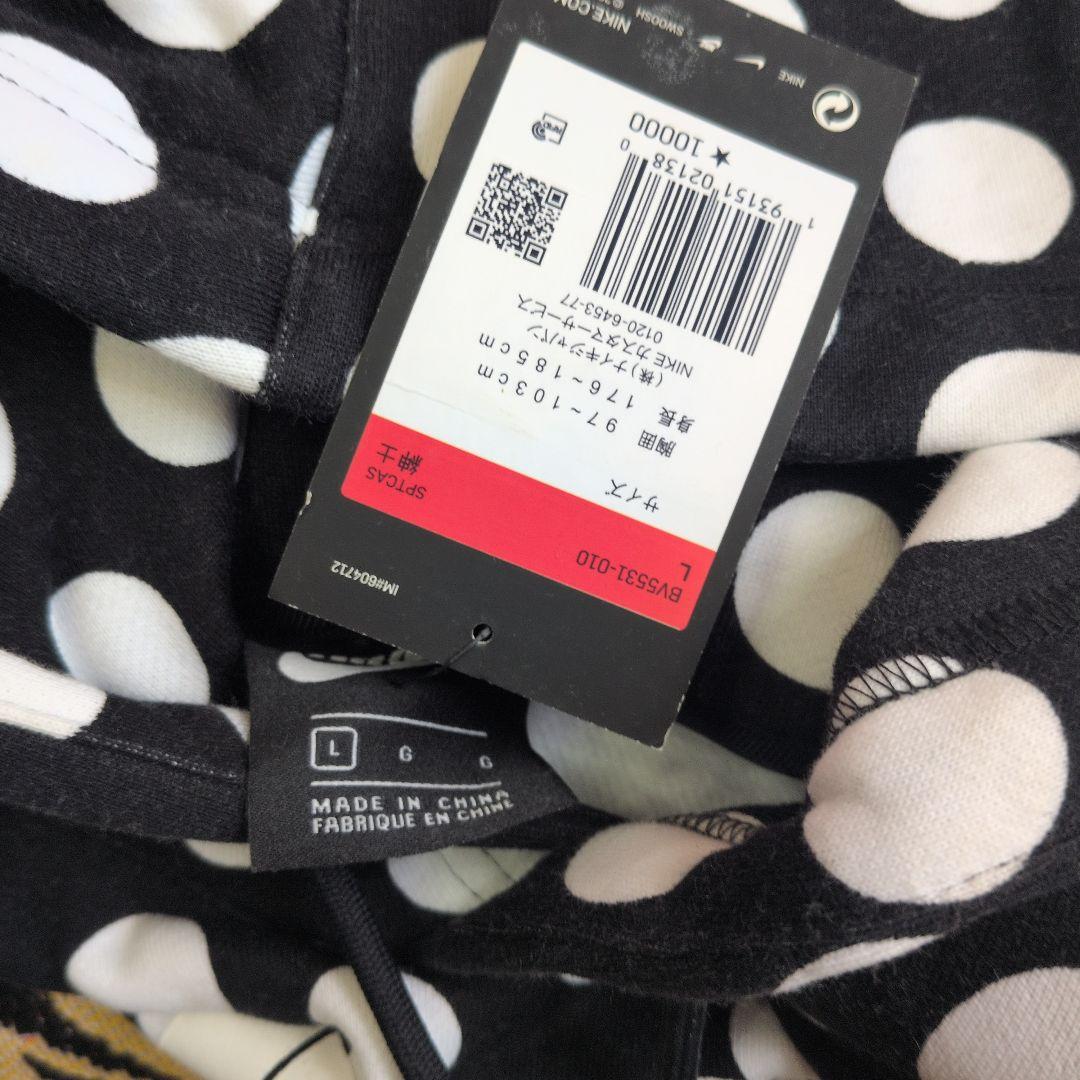 IM#604712
BV5531-010
SPTCAS
L
紳士
サイズ
胸囲 97~103cm
身長 176~185cm
(株)ナイキジャパン
NIKE カスタマーサービス
0120-6453-77
1 93151 02138 0
★ 10000
NIKE
SWOOSH
NIKE.COM
L G G
MADE IN CHINA
FABRIQUE EN CHINE